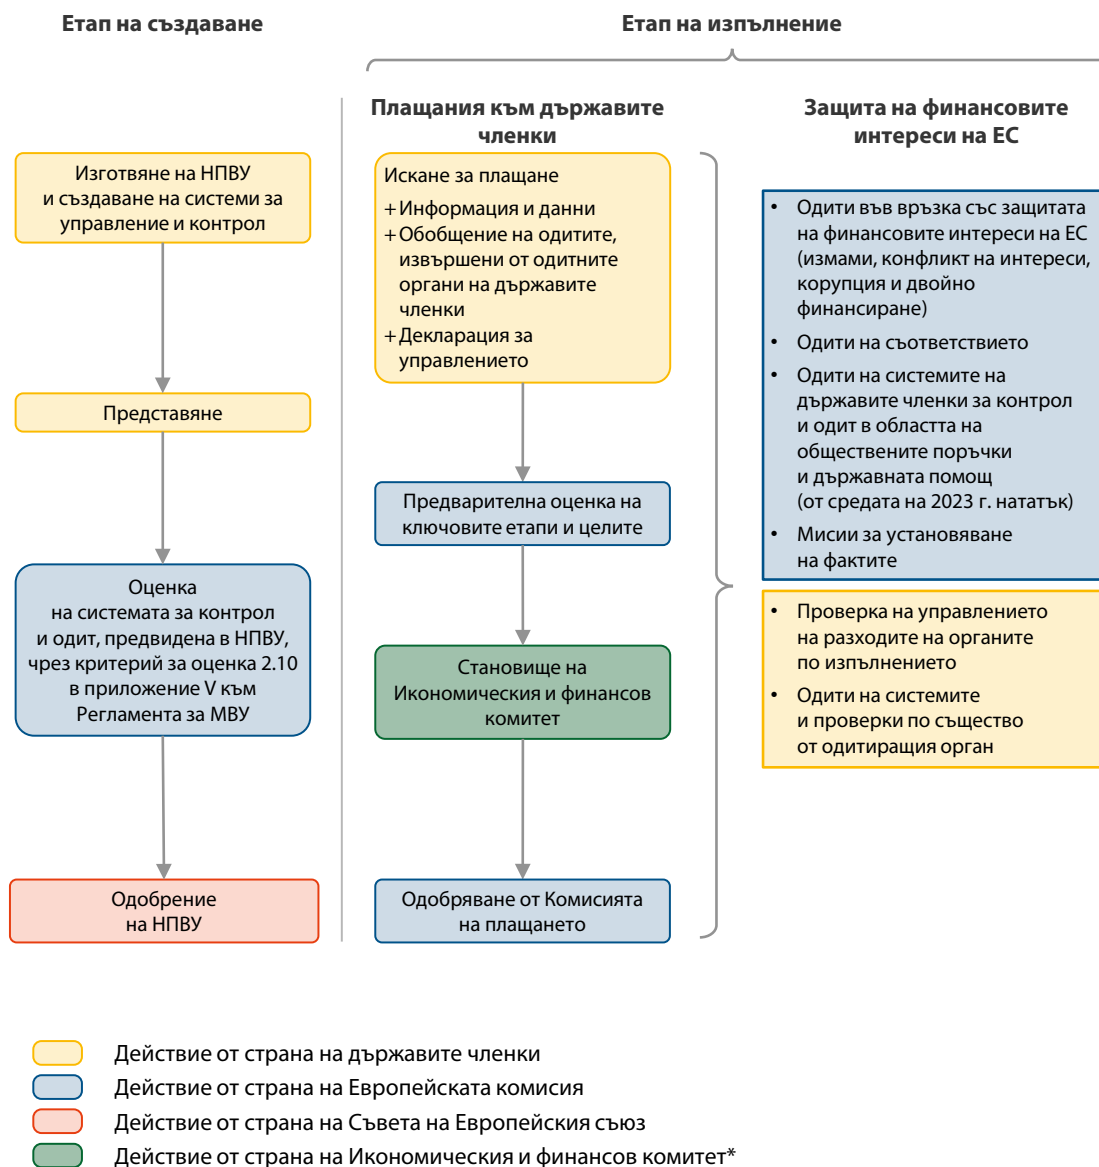 Етап на създаване
Изготвяне на НПВУ
и създаване на системи за
управление и контрол
Представяне
Оценка
на системата за контрол
и одит, предвидена в НПВУ,
чрез критерий за оценка 2.10
в приложение V към
Регламента за МВУ
Одобрение
на НПВУ
Етап на изпълнение
Плащания към държавите
членки
Искане за плащане
+ Информация и данни
+ Обобщение на одитите,
извършени от одитните
органи на държавите
членки
+ Декларация за
управлението
Предварителна оценка на
ключовите етапи и целите
Становище на
Икономическия и финансов
комитет
Одобряване от Комисията
на плащането
Защита на финансовите
интереси на ЕС
• Одити във връзка със защитата
на финансовите интереси на ЕС
(измами, конфликт на интереси,
корупция и двойно
финансиране)
• Одити на съответствието
• Одити на системите на
държавите членки за контрол
и одит в областта на
обществените поръчки
и държавната помощ
(от средата на 2023 г. нататък)
• Мисии за установяване
на фактите
• Проверка на управлението
на разходите на органите
по изпълнението
• Одити на системите
и проверки по същество
от одитиращия орган
Действие от страна на държавите членки
Действие от страна на Европейската комисия
Действие от страна на Съвета на Европейския съюз
Действие от страна на Икономическия и финансов комитет*